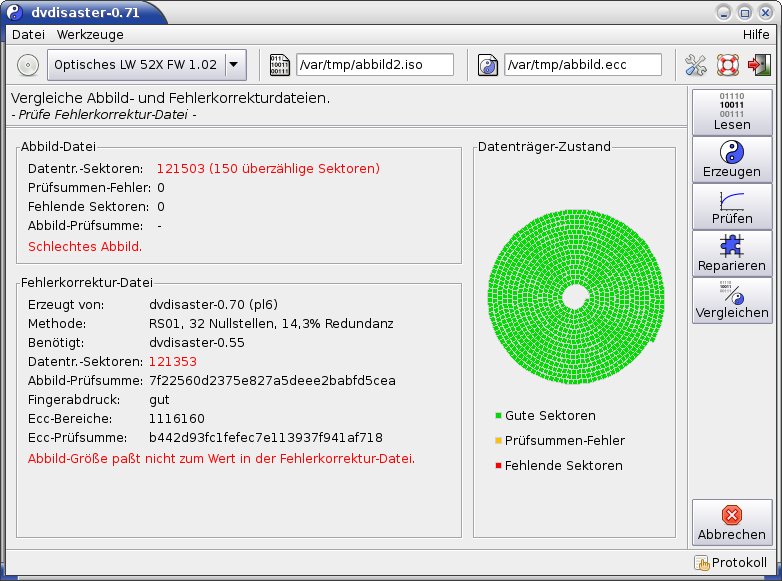 dvdisaster-0.71
Datei Werkzeuge Hilfe
Optisches LW 52X FW 1.02 /var/tmp/abbild2.iso /var/tmp/abbild.ecc
Vergleiche Abbild- und Fehlerkorrekturdateien.
- Prüfe Fehlerkorrektur-Datei -
Abbild-Datei
Datentr.-Sektoren: 121503 (150 überzählige Sektoren)
Prüfsummen-Fehler: 0
Fehlende Sektoren: 0
Abbild-Prüfsumme: -
Schlechtes Abbild.
Fehlerkorrektur-Datei
Erzeugt von: dvdisaster-0.70 (pl6)
Methode: RS01, 32 Nullstellen, 14,3% Redundanz
Benötigt: dvdisaster-0.55
Datentr.-Sektoren: 121353
Abbild-Prüfsumme: 7f22560d2375e827a5deee2babfd5cea
Fingerabdruck: gut
Ecc-Bereiche: 1116160
Ecc-Prüfsumme: b442d93fc1fefec7e113937f941af718
Abbild-Größe paßt nicht zum Wert in der Fehlerkorrektur-Datei.
Datenträger-Zustand
Gute Sektoren
Prüfsummen-Fehler
Fehlende Sektoren
01110
10011
00111
Lesen
Erzeugen
Prüfen
Reparieren
Vergleichen
Abbrechen
Protokoll